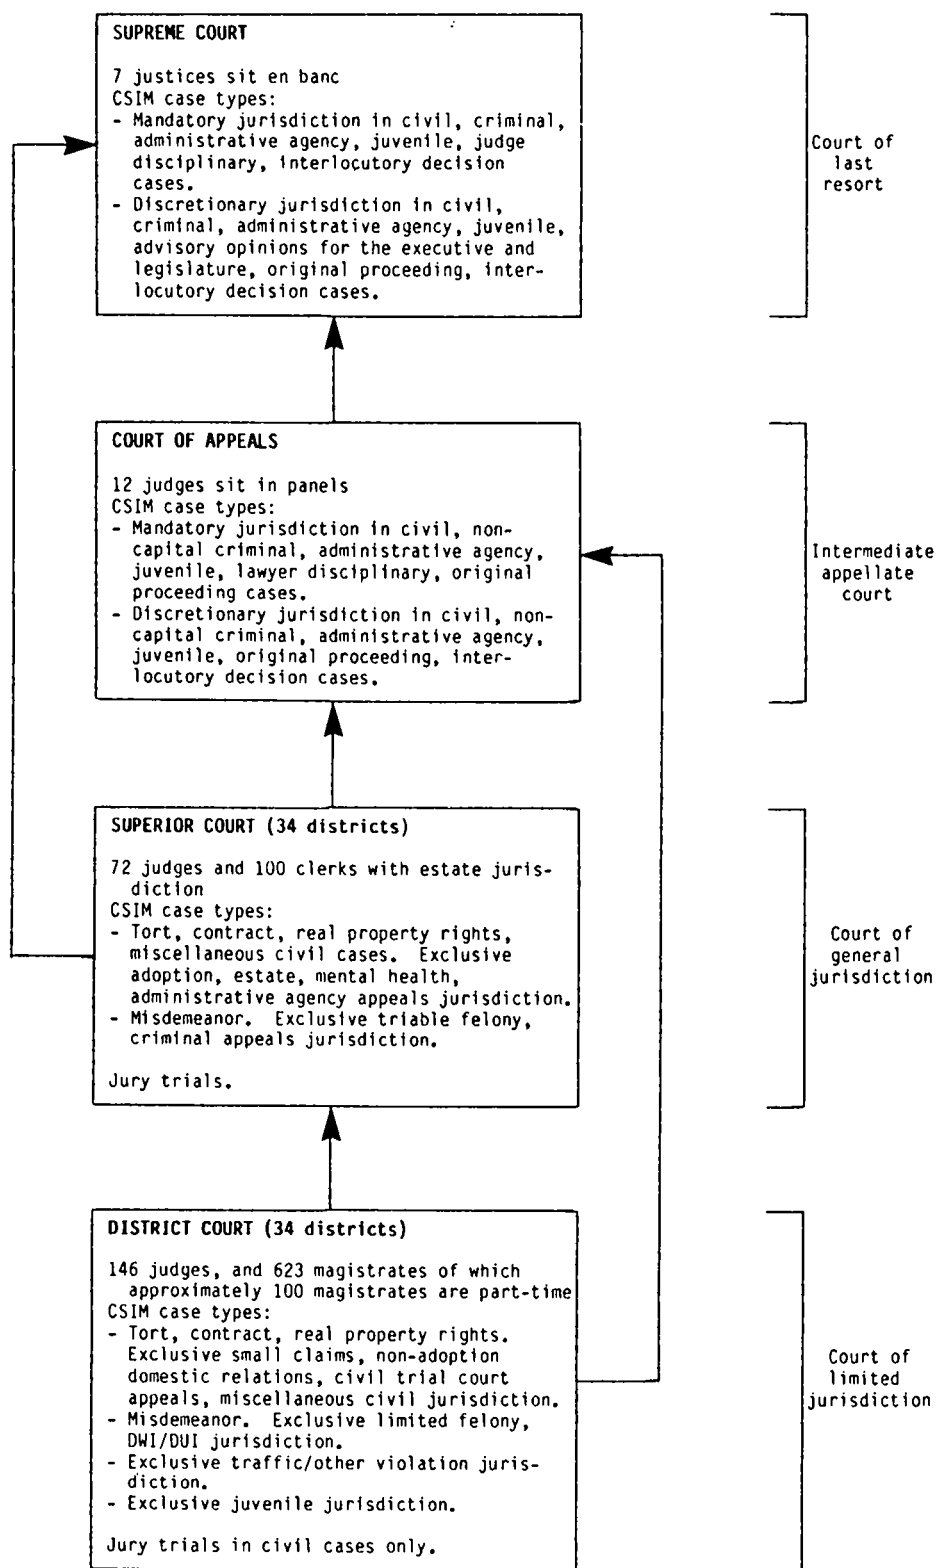 SUPREME COURT
7 justices sit en banc
CSIM case types:
- Mandatory jurisdiction in civil, criminal,
administrative agency, juvenile, judge
disciplinary, interlocutory decision
cases.
- Discretionary jurisdiction in civil,
criminal, administrative agency, juvenile,
advisory opinions for the executive and
legislature, original proceeding, inter-
locutory decision cases.
Court of
last
resort
COURT OF APPEALS
12 judges sit in panels
CSIM case types:
- Mandatory jurisdiction in civil, non-
capital criminal, administrative agency,
juvenile, lawyer disciplinary, original
proceeding cases.
- Discretionary jurisdiction in civil, non-
capital criminal, administrative agency,
juvenile, original proceeding, inter-
locutory decision cases.
Intermediate
appellate
court
SUPERIOR COURT (34 districts)
72 judges and 100 clerks with estate juris-
diction
CSIM case types:
- Tort, contract, real property rights,
miscellaneous civil cases. Exclusive
adoption, estate, mental health,
administrative agency appeals jurisdiction.
- Misdemeanor. Exclusive triable felony,
criminal appeals jurisdiction.
Jury trials.
Court of
general
jurisdiction
DISTRICT COURT (34 districts)
146 judges, and 623 magistrates of which
approximately 100 magistrates are part-time
CSIM case types:
- Tort, contract, real property rights.
Exclusive small claims, non-adoption
domestic relations, civil trial court
appeals, miscellaneous civil jurisdiction.
- Misdemeanor. Exclusive limited felony,
DWI/DUI jurisdiction.
- Exclusive traffic/other violation juris-
diction.
- Exclusive juvenile jurisdiction.
Jury trials in civil cases only.
Court of
limited
jurisdiction